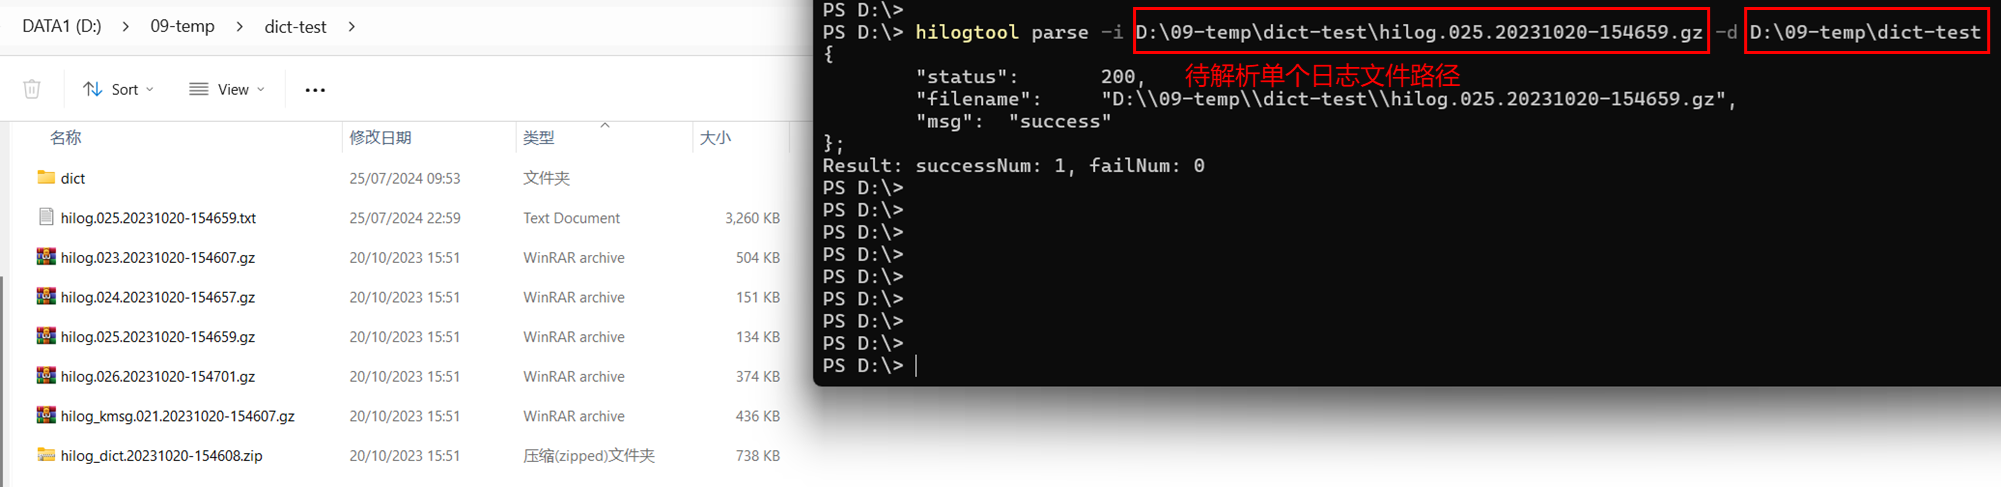 DATA1 (D:) > 09-temp > dict-test >
Sort View ...
名称 修改日期 类型 大小
dict 25/07/2024 09:53 文件夹
hilog.025.20231020-154659.txt 25/07/2024 22:59 Text Document 3,260 KB
hilog.023.20231020-154607.gz 20/10/2023 15:51 WinRAR archive 504 KB
hilog.024.20231020-154657.gz 20/10/2023 15:51 WinRAR archive 151 KB
hilog.025.20231020-154659.gz 20/10/2023 15:51 WinRAR archive 134 KB
hilog.026.20231020-154701.gz 20/10/2023 15:51 WinRAR archive 374 KB
hilog_kmsg.021.20231020-154607.gz 20/10/2023 15:51 WinRAR archive 436 KB
hilog_dict.20231020-154608.zip 20/10/2023 15:51 压缩(zipped)文件夹 738 KB
PS D:\>
PS D:\> hilogtool parse -i D:\09-temp\dict-test\hilog.025.20231020-154659.gz -d D:\09-temp\dict-test
{
"status": 200, 待解析单个日志文件路径
"filename": "D:\\09-temp\\dict-test\\hilog.025.20231020-154659.gz",
"msg": "success"
};
Result: successNum: 1, failNum: 0
PS D:\>
PS D:\>
PS D:\>
PS D:\>
PS D:\>
PS D:\>
PS D:\>
PS D:\>
PS D:\>